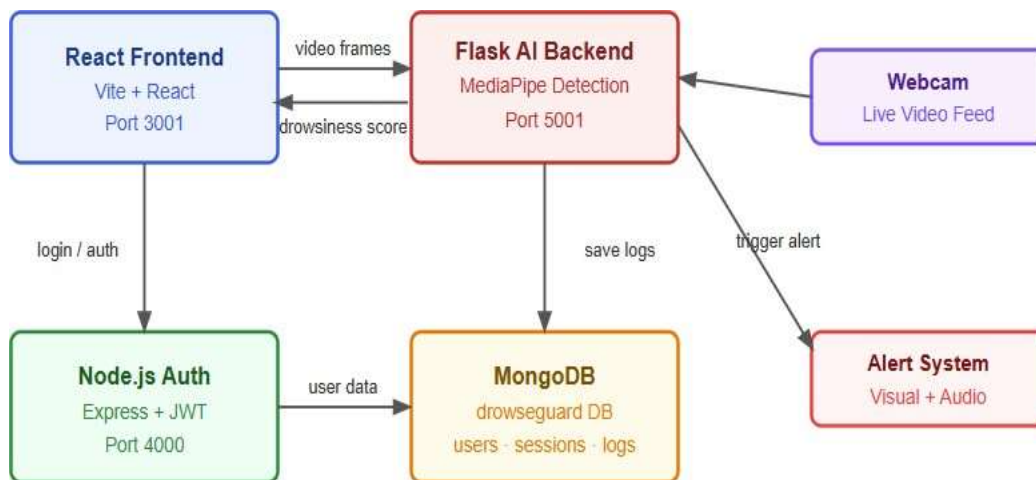 React Frontend
Vite + React
Port 3001
video frames
drowsiness score
Flask AI Backend
MediaPipe Detection
Port 5001
Webcam
Live Video Feed
login / auth
save logs
trigger alert
Node.js Auth
Express + JWT
Port 4000
user data
MongoDB
drowseguard DB
users · sessions · logs
Alert System
Visual + Audio